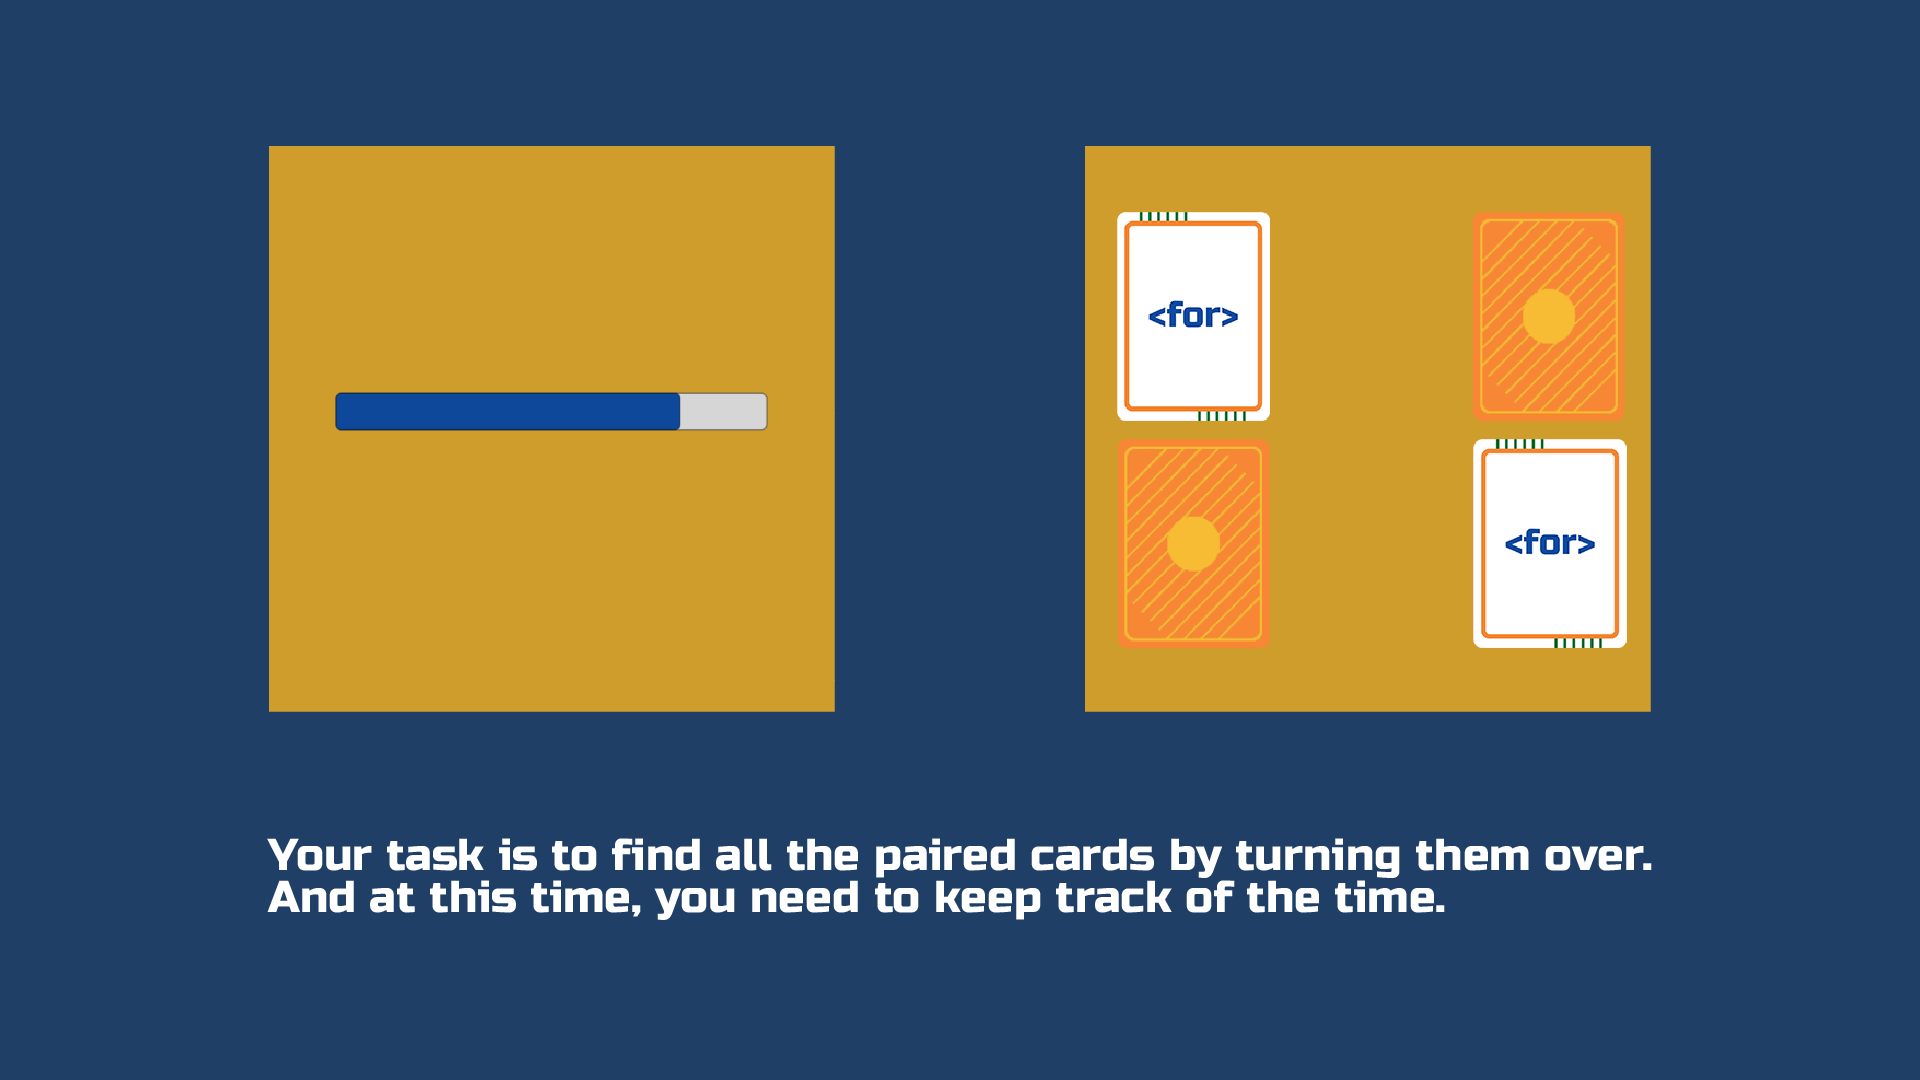 <for>
<for>
Your task is to find all the paired cards by turning them over.
And at this time, you need to keep track of the time.